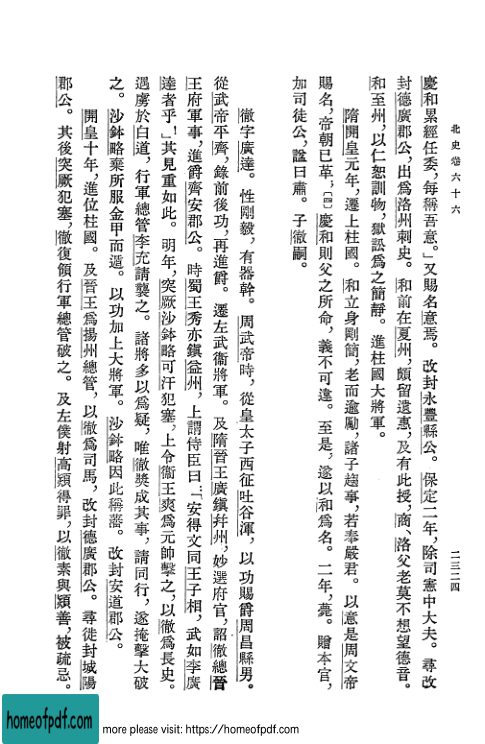 北史卷六十六
二三二四
慶和累經任委，每稱吾意。」又賜名意焉。改封永豐縣公。保定二年，除司憲中大夫。尋改
封德廣郡公，出爲洛州刺史。和前在夏州，頗留遺惠，及有此授，商、洛父老莫不想望德音。
和至州，以仁恕訓物，獄訟爲之簡靜。進柱國大將軍。
隋開皇元年，遷上柱國。和立身剛簡，老而逾勵，諸子趨事，若奉嚴君。以意是周文帝
賜名，帝朝已革；〔四〕慶和則父之所命，義不可違。至是，遂以和爲名。二年，薨。贈本官，
加司徒公，諡曰肅。子徹嗣。
徹字廣達。性剛毅，有器幹。周武帝時，從皇太子西征吐谷渾，以功賜爵周昌縣男。
從武帝平齊，錄前後功，再進爵。遷左武衞將軍。及隋晉王廣鎮幷州，妙選府官，詔徹總晉
王府軍事，進爵齊安郡公。時蜀王秀亦鎮益州，上謂侍臣曰：「安得文同王子相，武如李廣
達者乎！」其見重如此。明年，突厥沙鉢略可汗犯塞，上令衞王爽爲元帥擊之，以徹爲長史。
遇虜於白道，行軍總管李充請襲之。諸將多以爲疑，唯徹獎成其事，請同行，遂掩擊大破
之。沙鉢略棄所服金甲而遁。以功加上大將軍。沙鉢略因此稱藩。改封安道郡公。
開皇十年，進位柱國。及晉王爲揚州總管，以徹爲司馬，改封德廣郡公。尋徙封城陽
郡公。其後突厥犯塞，徹復領行軍總管破之。及左僕射高熲得罪，以徹素與熲善，被疏忌。
homeofpdf.com
more please visit: https://homeofpdf.com